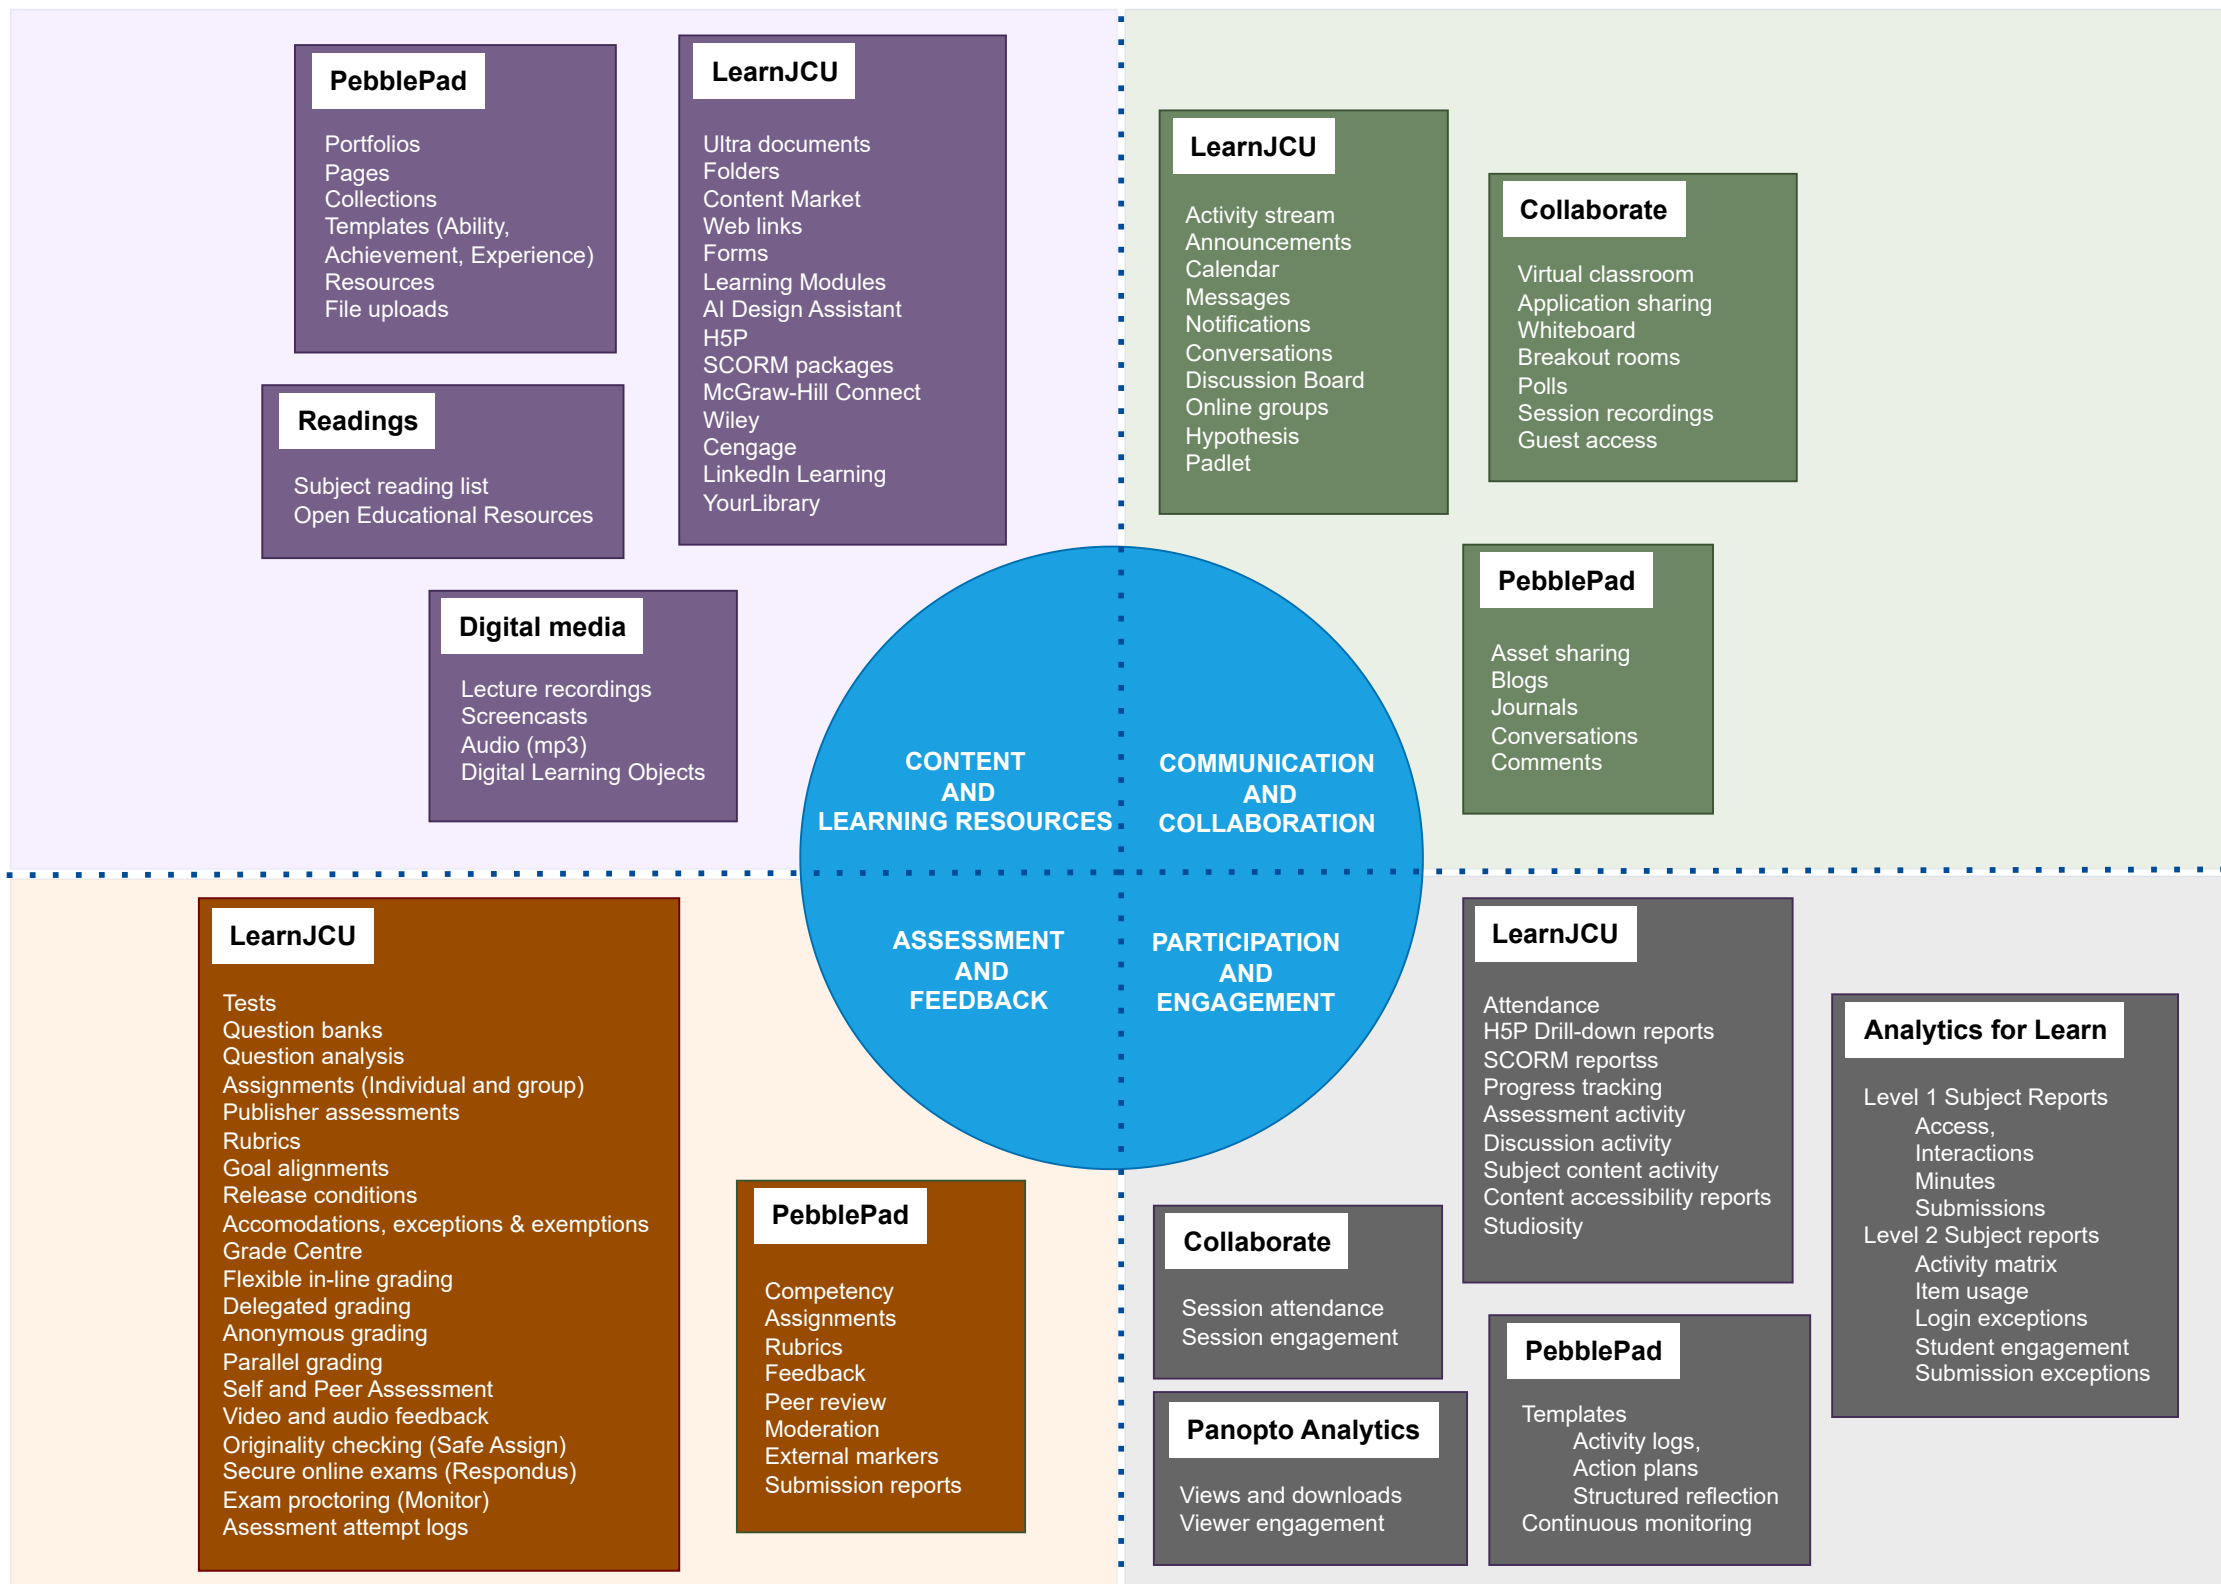 PebblePad
Portfolios
Pages
Collections
Templates (Ability,
Achievement, Experience)
Resources
File uploads
LearnJCU
Ultra documents
Folders
Content Market
Web links
Forms
Learning Modules
AI Design Assistant
H5P
SCORM packages
McGraw-Hill Connect
Wiley
Cengage
LinkedIn Learning
YourLibrary
Readings
Subject reading list
Open Educational Resources
Digital media
Lecture recordings
Screencasts
Audio (mp3)
Digital Learning Objects
LearnJCU
Activity stream
Announcements
Calendar
Messages
Notifications
Conversations
Discussion Board
Online groups
Hypothesis
Padlet
Collaborate
Virtual classroom
Application sharing
Whiteboard
Breakout rooms
Polls
Session recordings
Guest access
PebblePad
Asset sharing
Blogs
Journals
Conversations
Comments
CONTENT
AND
LEARNING RESOURCES
COMMUNICATION
AND
COLLABORATION
ASSESSMENT
AND
FEEDBACK
PARTICIPATION
AND
ENGAGEMENT
LearnJCU
Tests
Question banks
Question analysis
Assignments (Individual and group)
Publisher assessments
Rubrics
Goal alignments
Release conditions
Accomodations, exceptions & exemptions
Grade Centre
Flexible in-line grading
Delegated grading
Anonymous grading
Parallel grading
Self and Peer Assessment
Video and audio feedback
Originality checking (Safe Assign)
Secure online exams (Respondus)
Exam proctoring (Monitor)
Asessment attempt logs
PebblePad
Competency
Assignments
Rubrics
Feedback
Peer review
Moderation
External markers
Submission reports
LearnJCU
Attendance
H5P Drill-down reports
SCORM reportss
Progress tracking
Assessment activity
Discussion activity
Subject content activity
Content accessibility reports
Studiosity
Analytics for Learn
Level 1 Subject Reports
Access,
Interactions
Minutes
Submissions
Level 2 Subject reports
Activity matrix
Item usage
Login exceptions
Student engagement
Submission exceptions
Collaborate
Session attendance
Session engagement
Panopto Analytics
Views and downloads
Viewer engagement
PebblePad
Templates
Activity logs,
Action plans
Structured reflection
Continuous monitoring